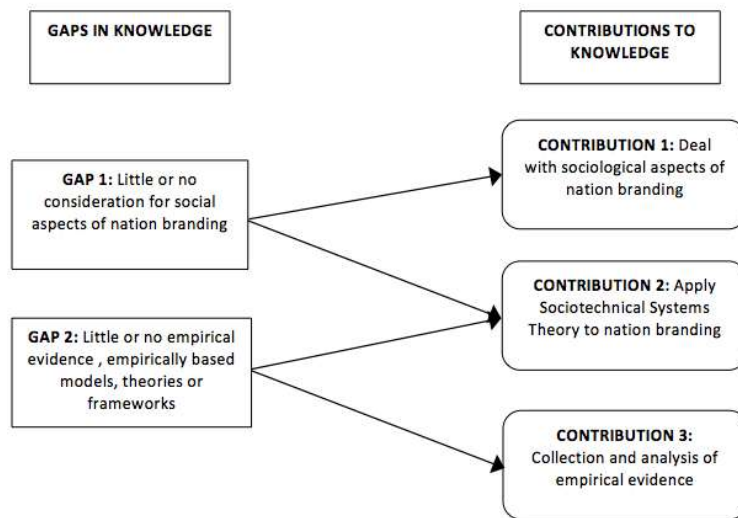 GAPS IN KNOWLEDGE
CONTRIBUTIONS TO
KNOWLEDGE
GAP 1: Little or no
consideration for social
aspects of nation branding
GAP 2: Little or no empirical
evidence , empirically based
models, theories or
frameworks
CONTRIBUTION 1: Deal
with sociological aspects of
nation branding
CONTRIBUTION 2: Apply
Sociotechnical Systems
Theory to nation branding
CONTRIBUTION 3:
Collection and analysis of
empirical evidence